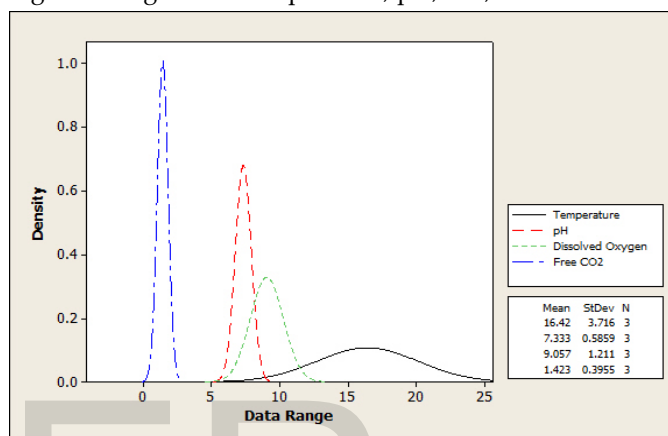 1.0
0.8
0.6
0.4
0.2
0.0
Density
0 5 10 15 20 25
Data Range
Temperature
pH
Dissolved Oxygen
Free CO2
Mean StDev N
16.42 3.716 3
7.333 0.5859 3
9.057 1.211 3
1.423 0.3955 3